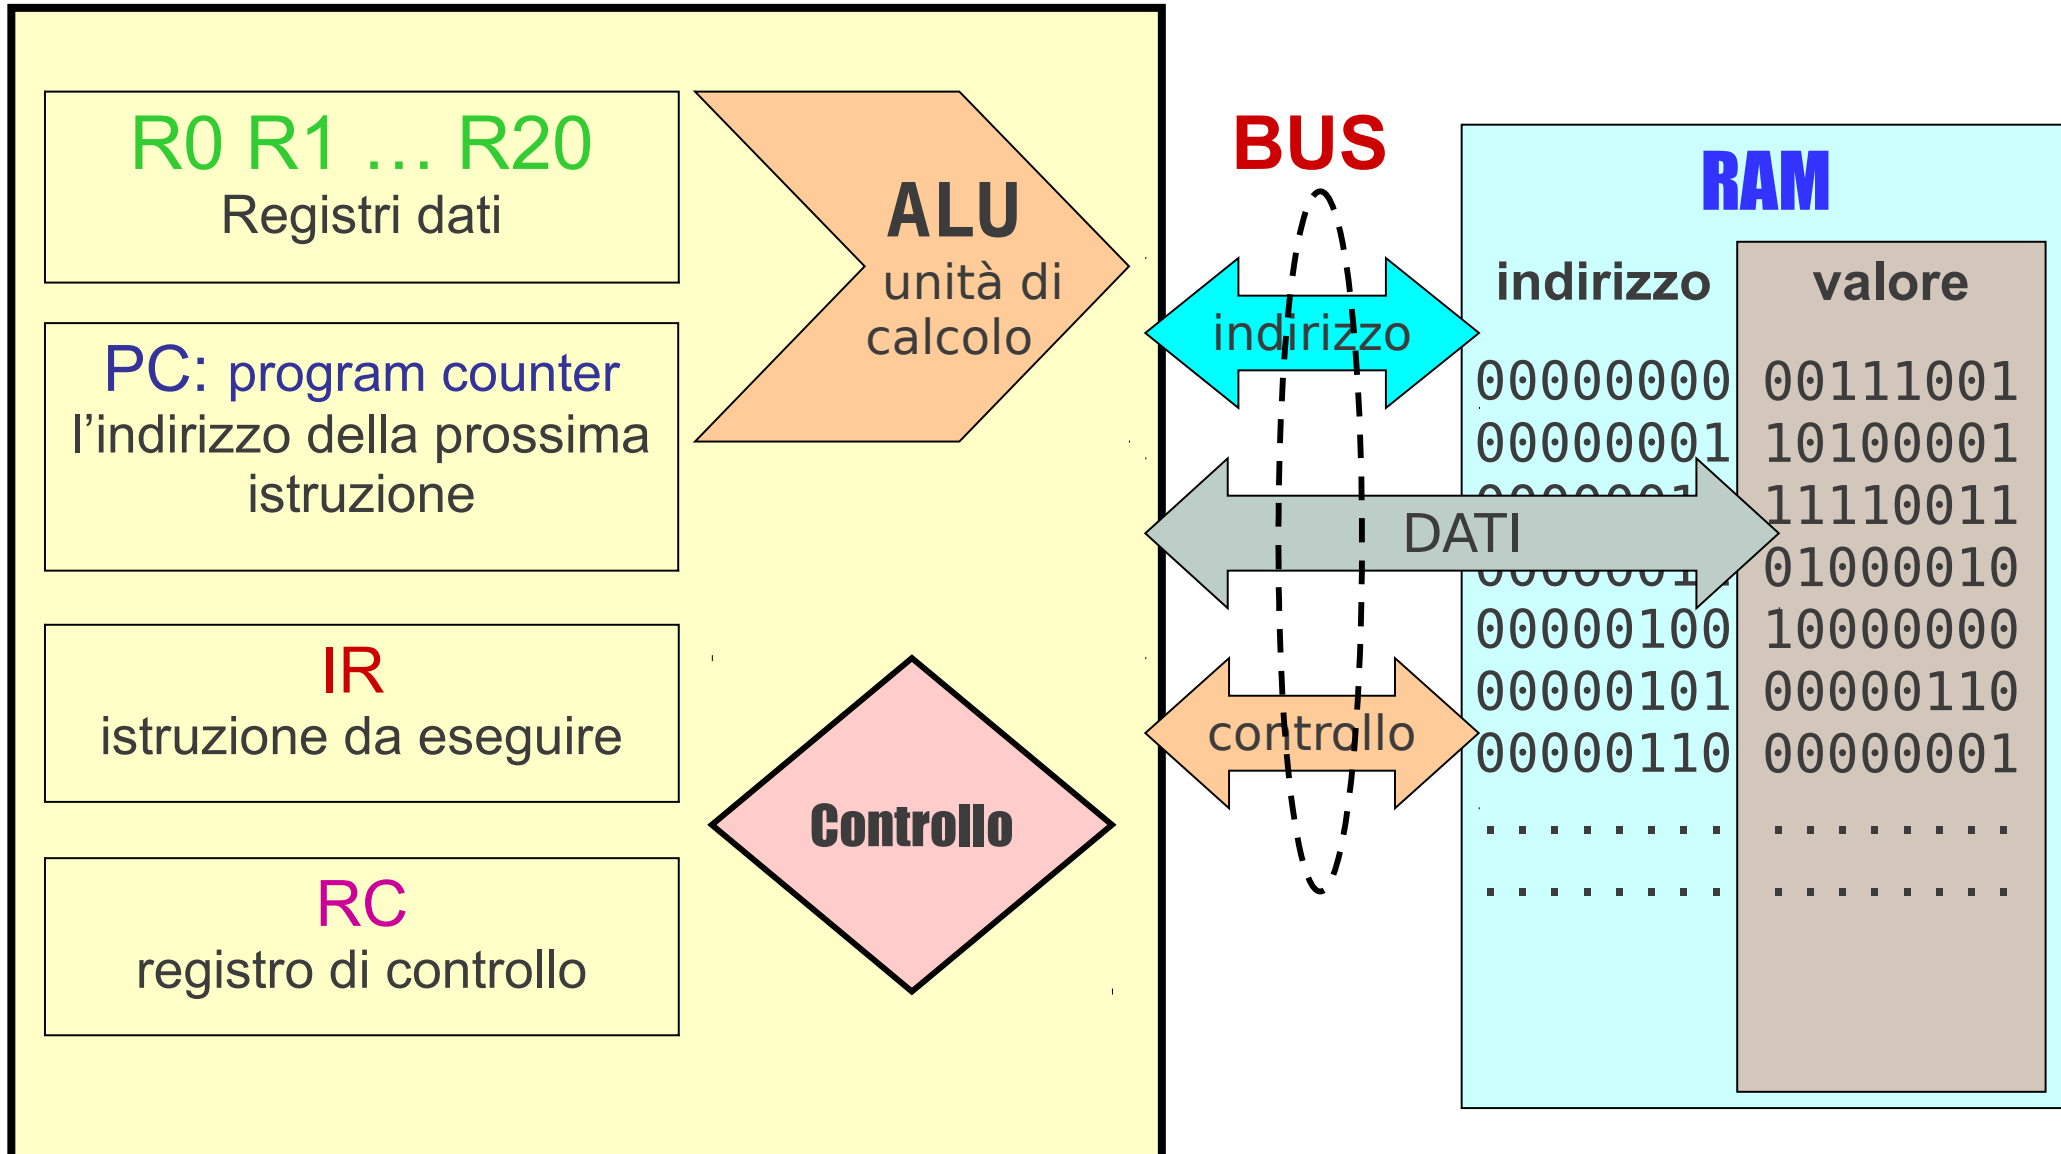 R0 R1 … R20
Registri dati
PC: program counter
l’indirizzo della prossima
istruzione
IR
istruzione da eseguire
RC
registro di controllo
ALU
unità di
calcolo
Controllo
BUS
indirizzo
DATI
controllo
RAM
indirizzo valore
00000000 00111001
00000001 10100001
11110011
01000010
00000100 10000000
00000101 00000110
00000110 00000001
. . . . . . . . . . . . . . . .
. . . . . . . . . . . . . . . .